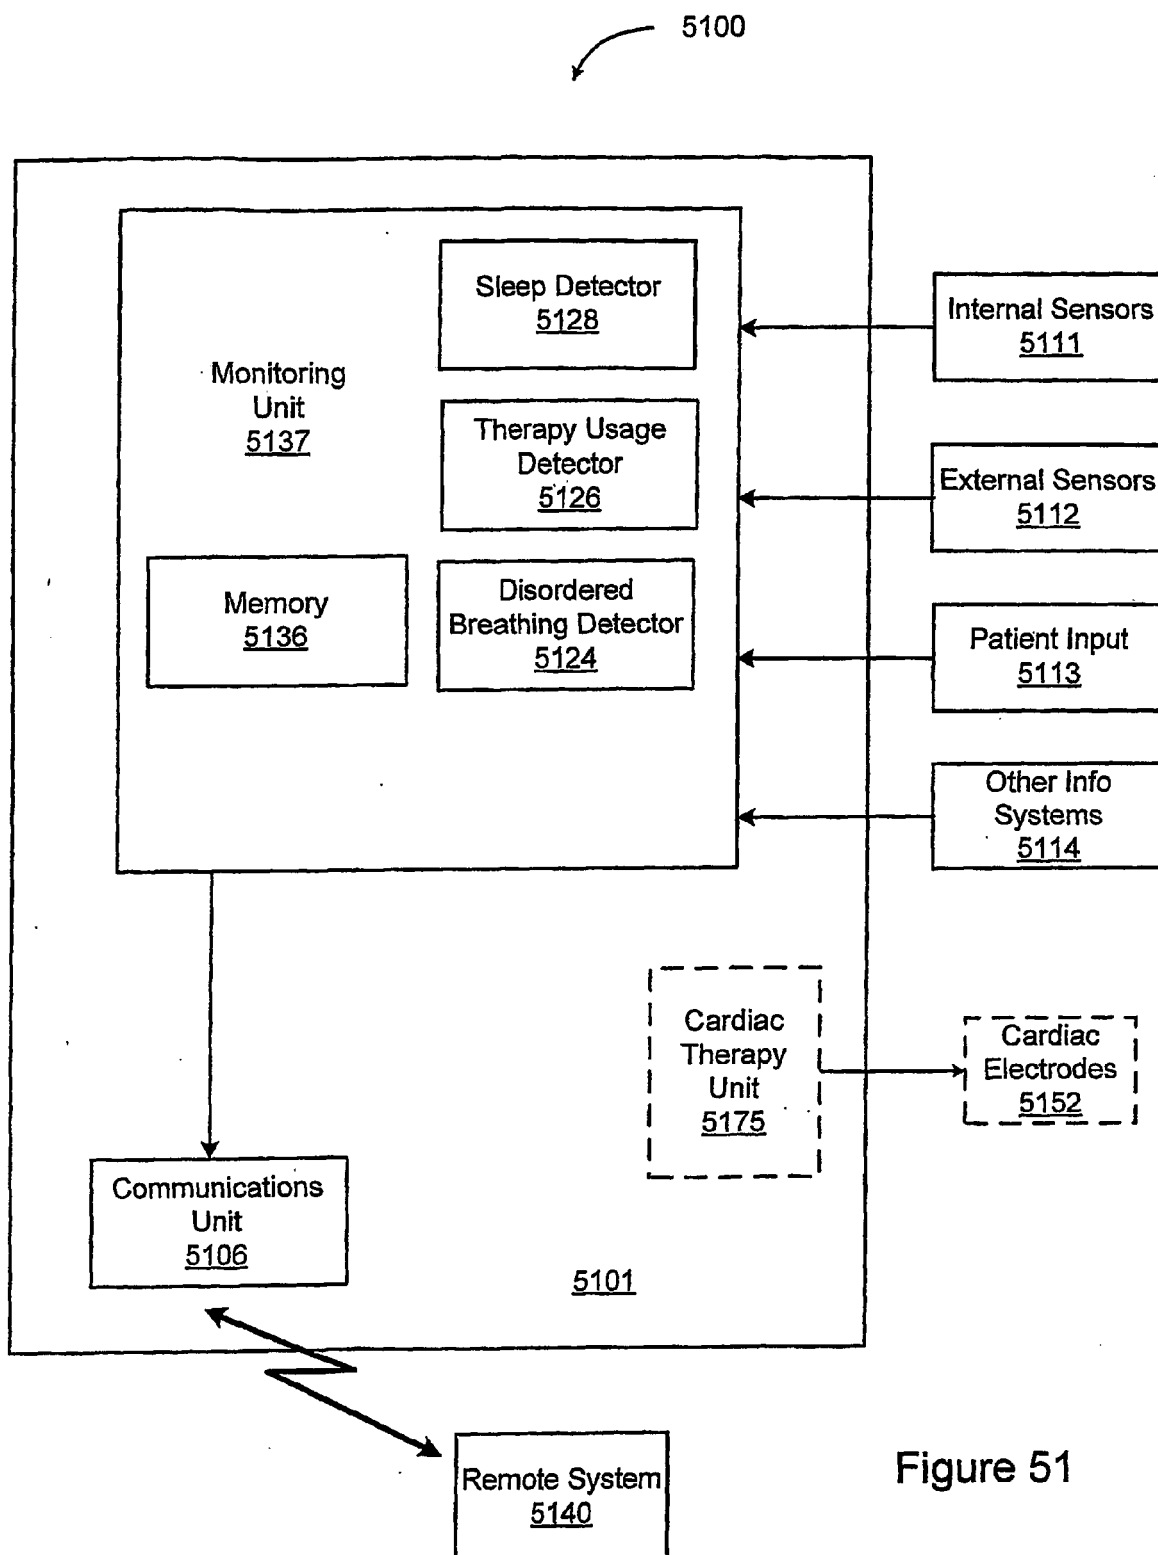 5100
Sleep Detector
5128
Internal Sensors
5111
Monitoring
Unit
5137
Therapy Usage
Detector
5126
External Sensors
5112
Memory
5136
Disordered
Breathing Detector
5124
Patient Input
5113
Other Info
Systems
5114
Cardiac
Therapy
Unit
5175
Cardiac
Electrodes
5152
Communications
Unit
5106
5101
Remote System
5140
Figure 51